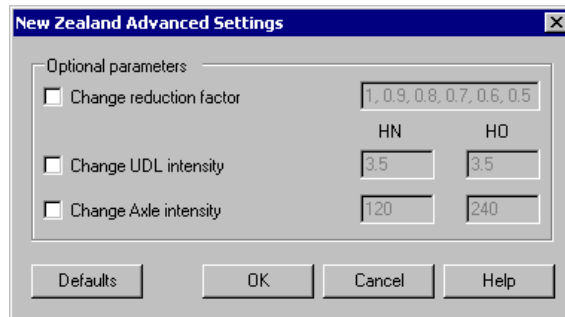 New Zealand Advanced Settings
Optional parameters
Change reduction factor 1, 0.9, 0.8, 0.7, 0.6, 0.5
HN HO
Change UDL intensity 3.5 3.5
Change Axle intensity 120 240
Defaults OK Cancel Help